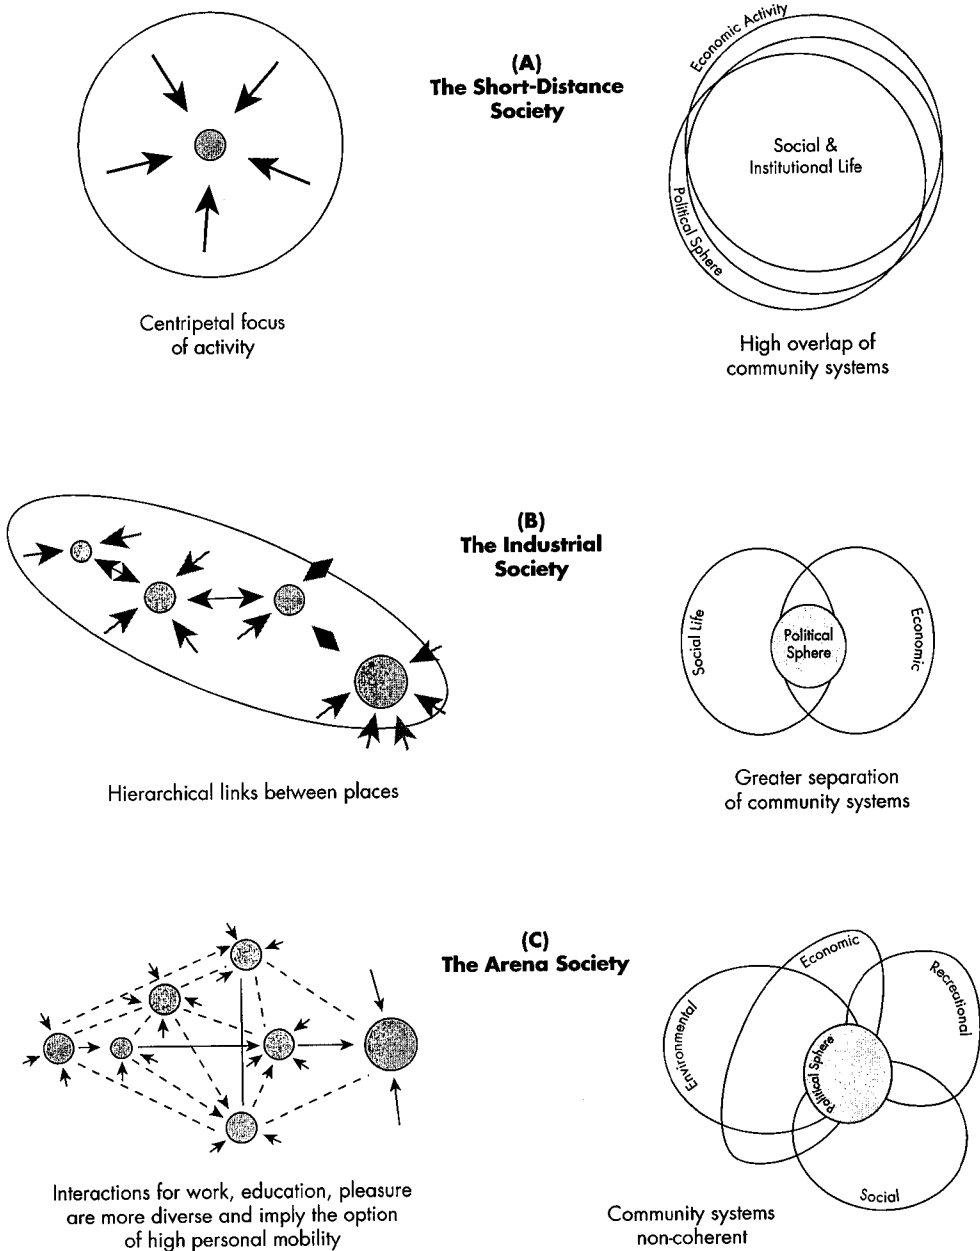 (A)
The Short-Distance
Society
Economic Activity
Social &
Institutional Life
Political Sphere
Centripetal focus
of activity
High overlap of
community systems
(B)
The Industrial
Society
Social Life
Political
Sphere
Economic
Hierarchical links between places
Greater separation
of community systems
(C)
The Arena Society
Environmental
Economic
Recreational
Political Sphere
Social
Interactions for work, education, pleasure
are more diverse and imply the option
of high personal mobility
Community systems
non-coherent